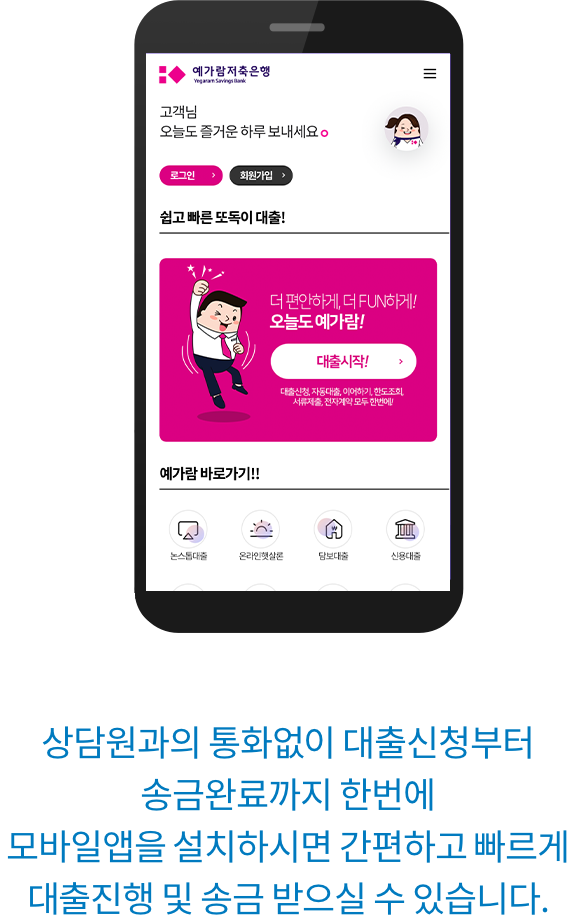 예가람저축은행
Yegaram Savings Bank
고객님
오늘도 즐거운 하루 보내세요
로그인
회원가입
쉽고 빠른 또독이 대출!
더 편안하게, 더 FUN하게!
오늘도 예가람!
대출시작!
대출신청, 자동대출, 이어하기, 한도조회,
서류제출, 전자계약 모두 한번에!
예가람 바로가기!!
논스톱대출 온라인햇살론 담보대출 신용대출
상담원과의 통화없이 대출신청부터
송금완료까지 한번에
모바일앱을 설치하시면 간편하고 빠르게
대출진행 및 송금 받으실 수 있습니다.